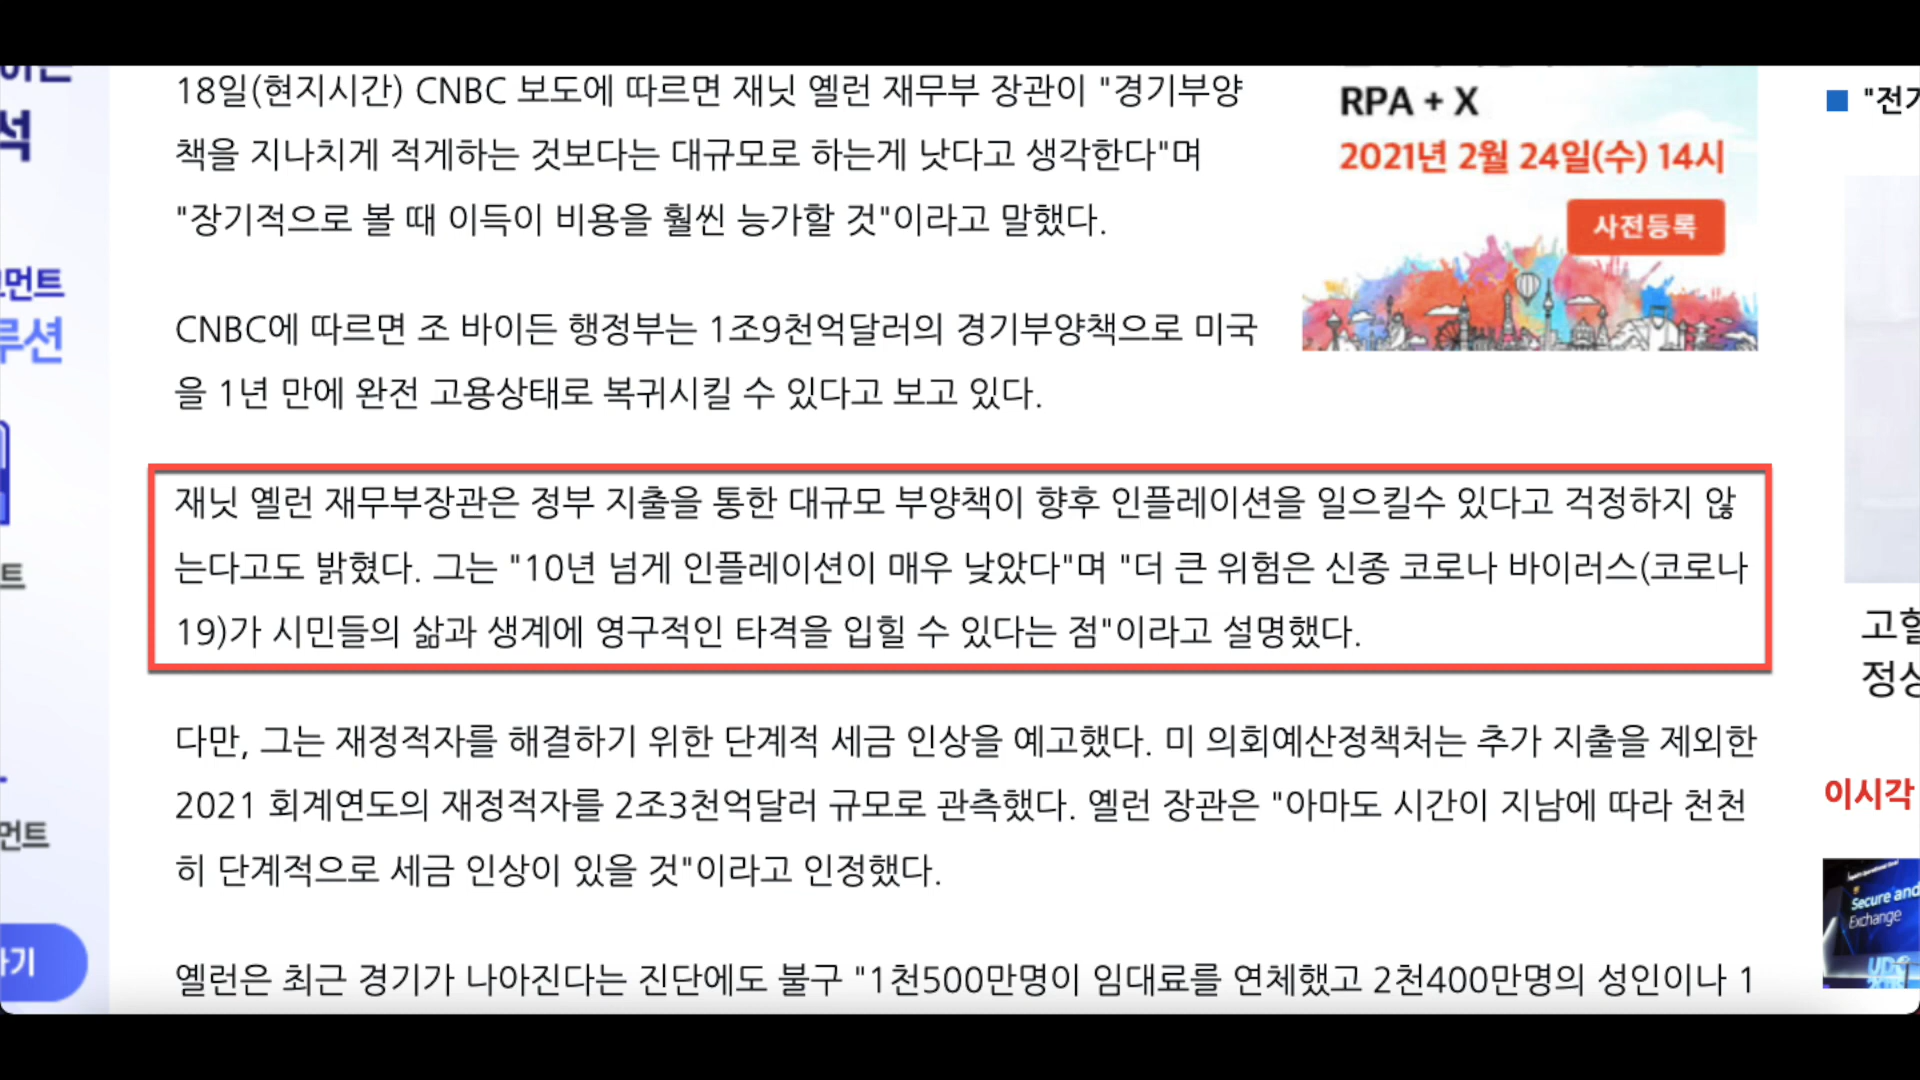 18일(현지시간) CNBC 보도에 따르면 재닛 옐런 재무부 장관이 "경기부양
책을 지나치게 적게하는 것보다는 대규모로 하는게 낫다고 생각한다"며
"장기적으로 볼 때 이득이 비용을 훨씬 능가할 것"이라고 말했다.
CNBC에 따르면 조 바이든 행정부는 1조9천억달러의 경기부양책으로 미국
을 1년 만에 완전 고용상태로 복귀시킬 수 있다고 보고 있다.
재닛 옐런 재무부장관은 정부 지출을 통한 대규모 부양책이 향후 인플레이션을 일으킬수 있다고 걱정하지 않
는다고도 밝혔다. 그는 "10년 넘게 인플레이션이 매우 낮았다"며 "더 큰 위험은 신종 코로나 바이러스(코로나
19)가 시민들의 삶과 생계에 영구적인 타격을 입힐 수 있다는 점"이라고 설명했다.
다만, 그는 재정적자를 해결하기 위한 단계적 세금 인상을 예고했다. 미 의회예산정책처는 추가 지출을 제외한
2021 회계연도의 재정적자를 2조3천억달러 규모로 관측했다. 옐런 장관은 "아마도 시간이 지남에 따라 천천
히 단계적으로 세금 인상이 있을 것"이라고 인정했다.
옐런은 최근 경기가 나아진다는 진단에도 불구 "1천500만명이 임대료를 연체했고 2천400만명의 성인이나 1
RPA + X
2021년 2월 24일(수) 14시
사전등록
석
먼트
루션
트
먼트
기
"전기
고할
정상
이시각
Secure and
Exchange